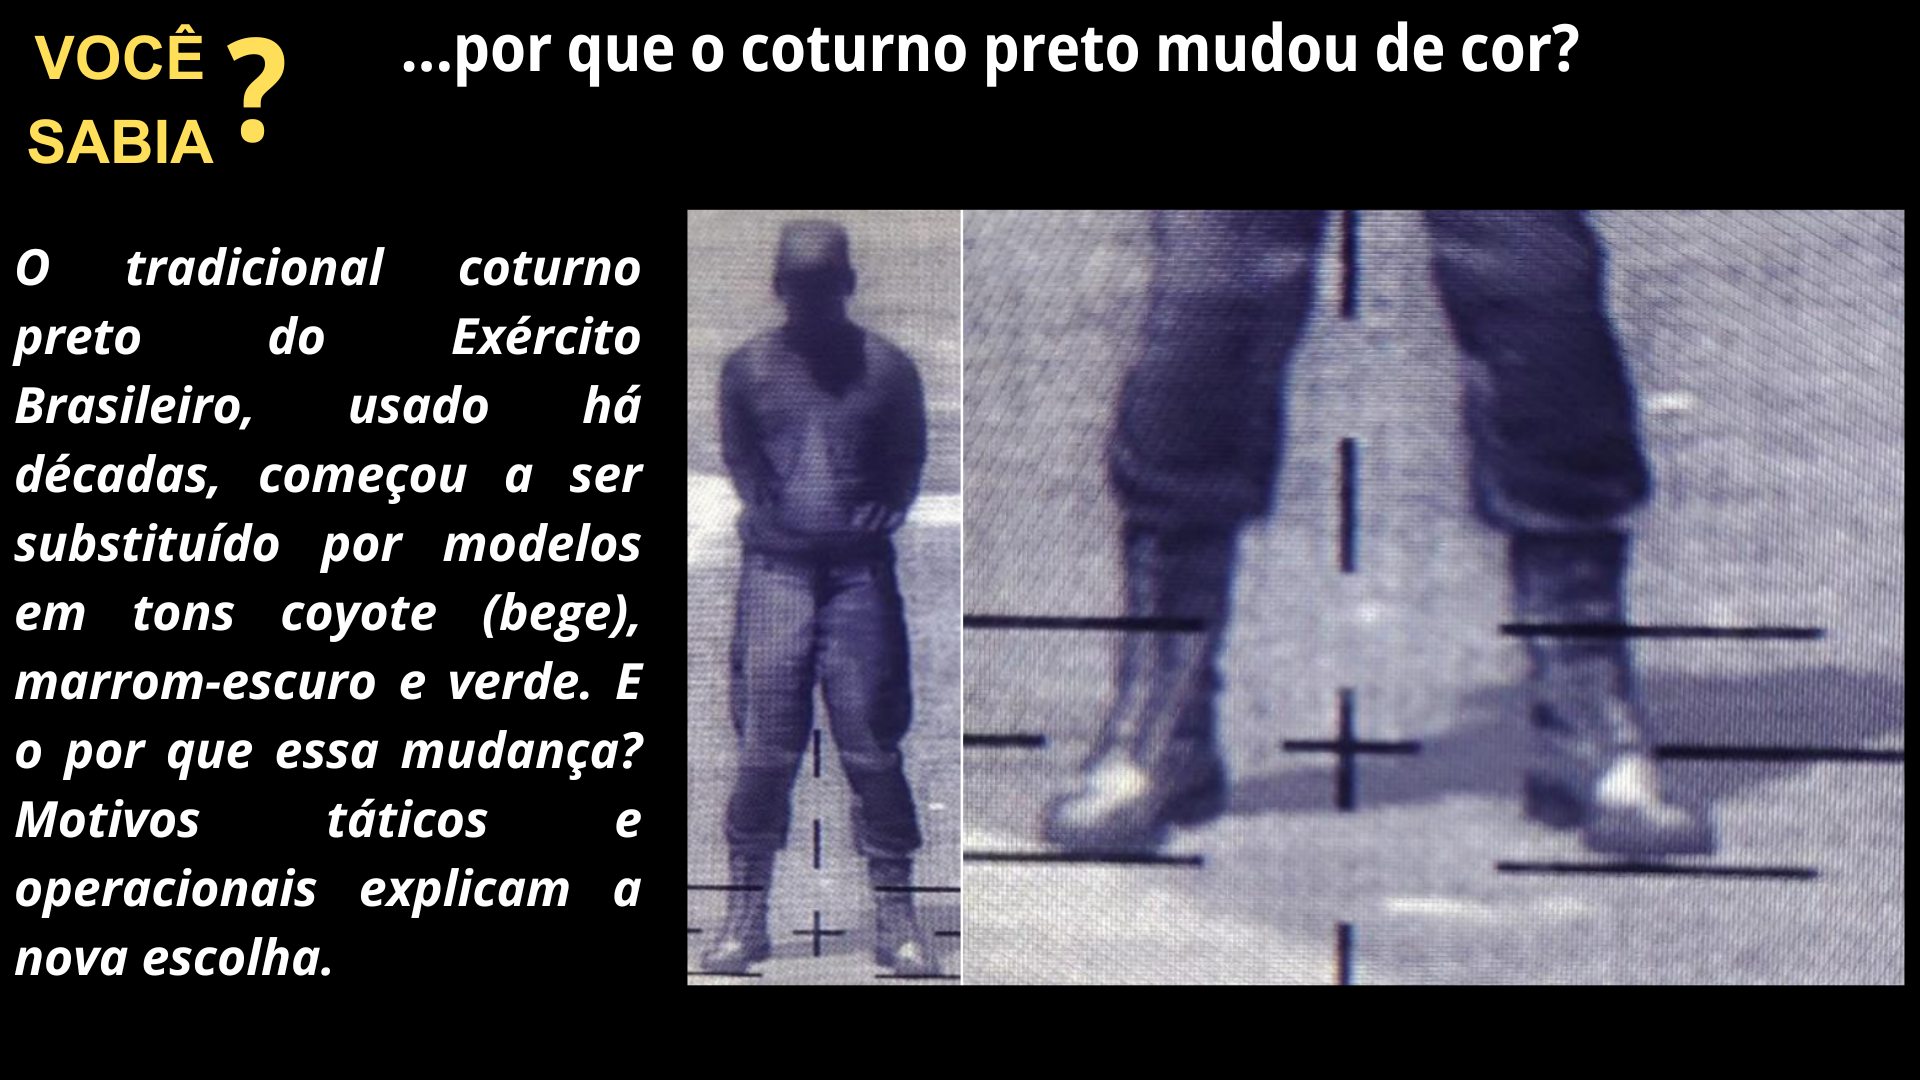 VOCÊ
SABIA
?
...por que o coturno preto mudou de cor?
O tradicional coturno
preto do Exército
Brasileiro, usado há
décadas, começou a ser
substituído por modelos
em tons coyote (bege),
marrom-escuro e verde. E
o por que essa mudança?
Motivos táticos e
operacionais explicam a
nova escolha.